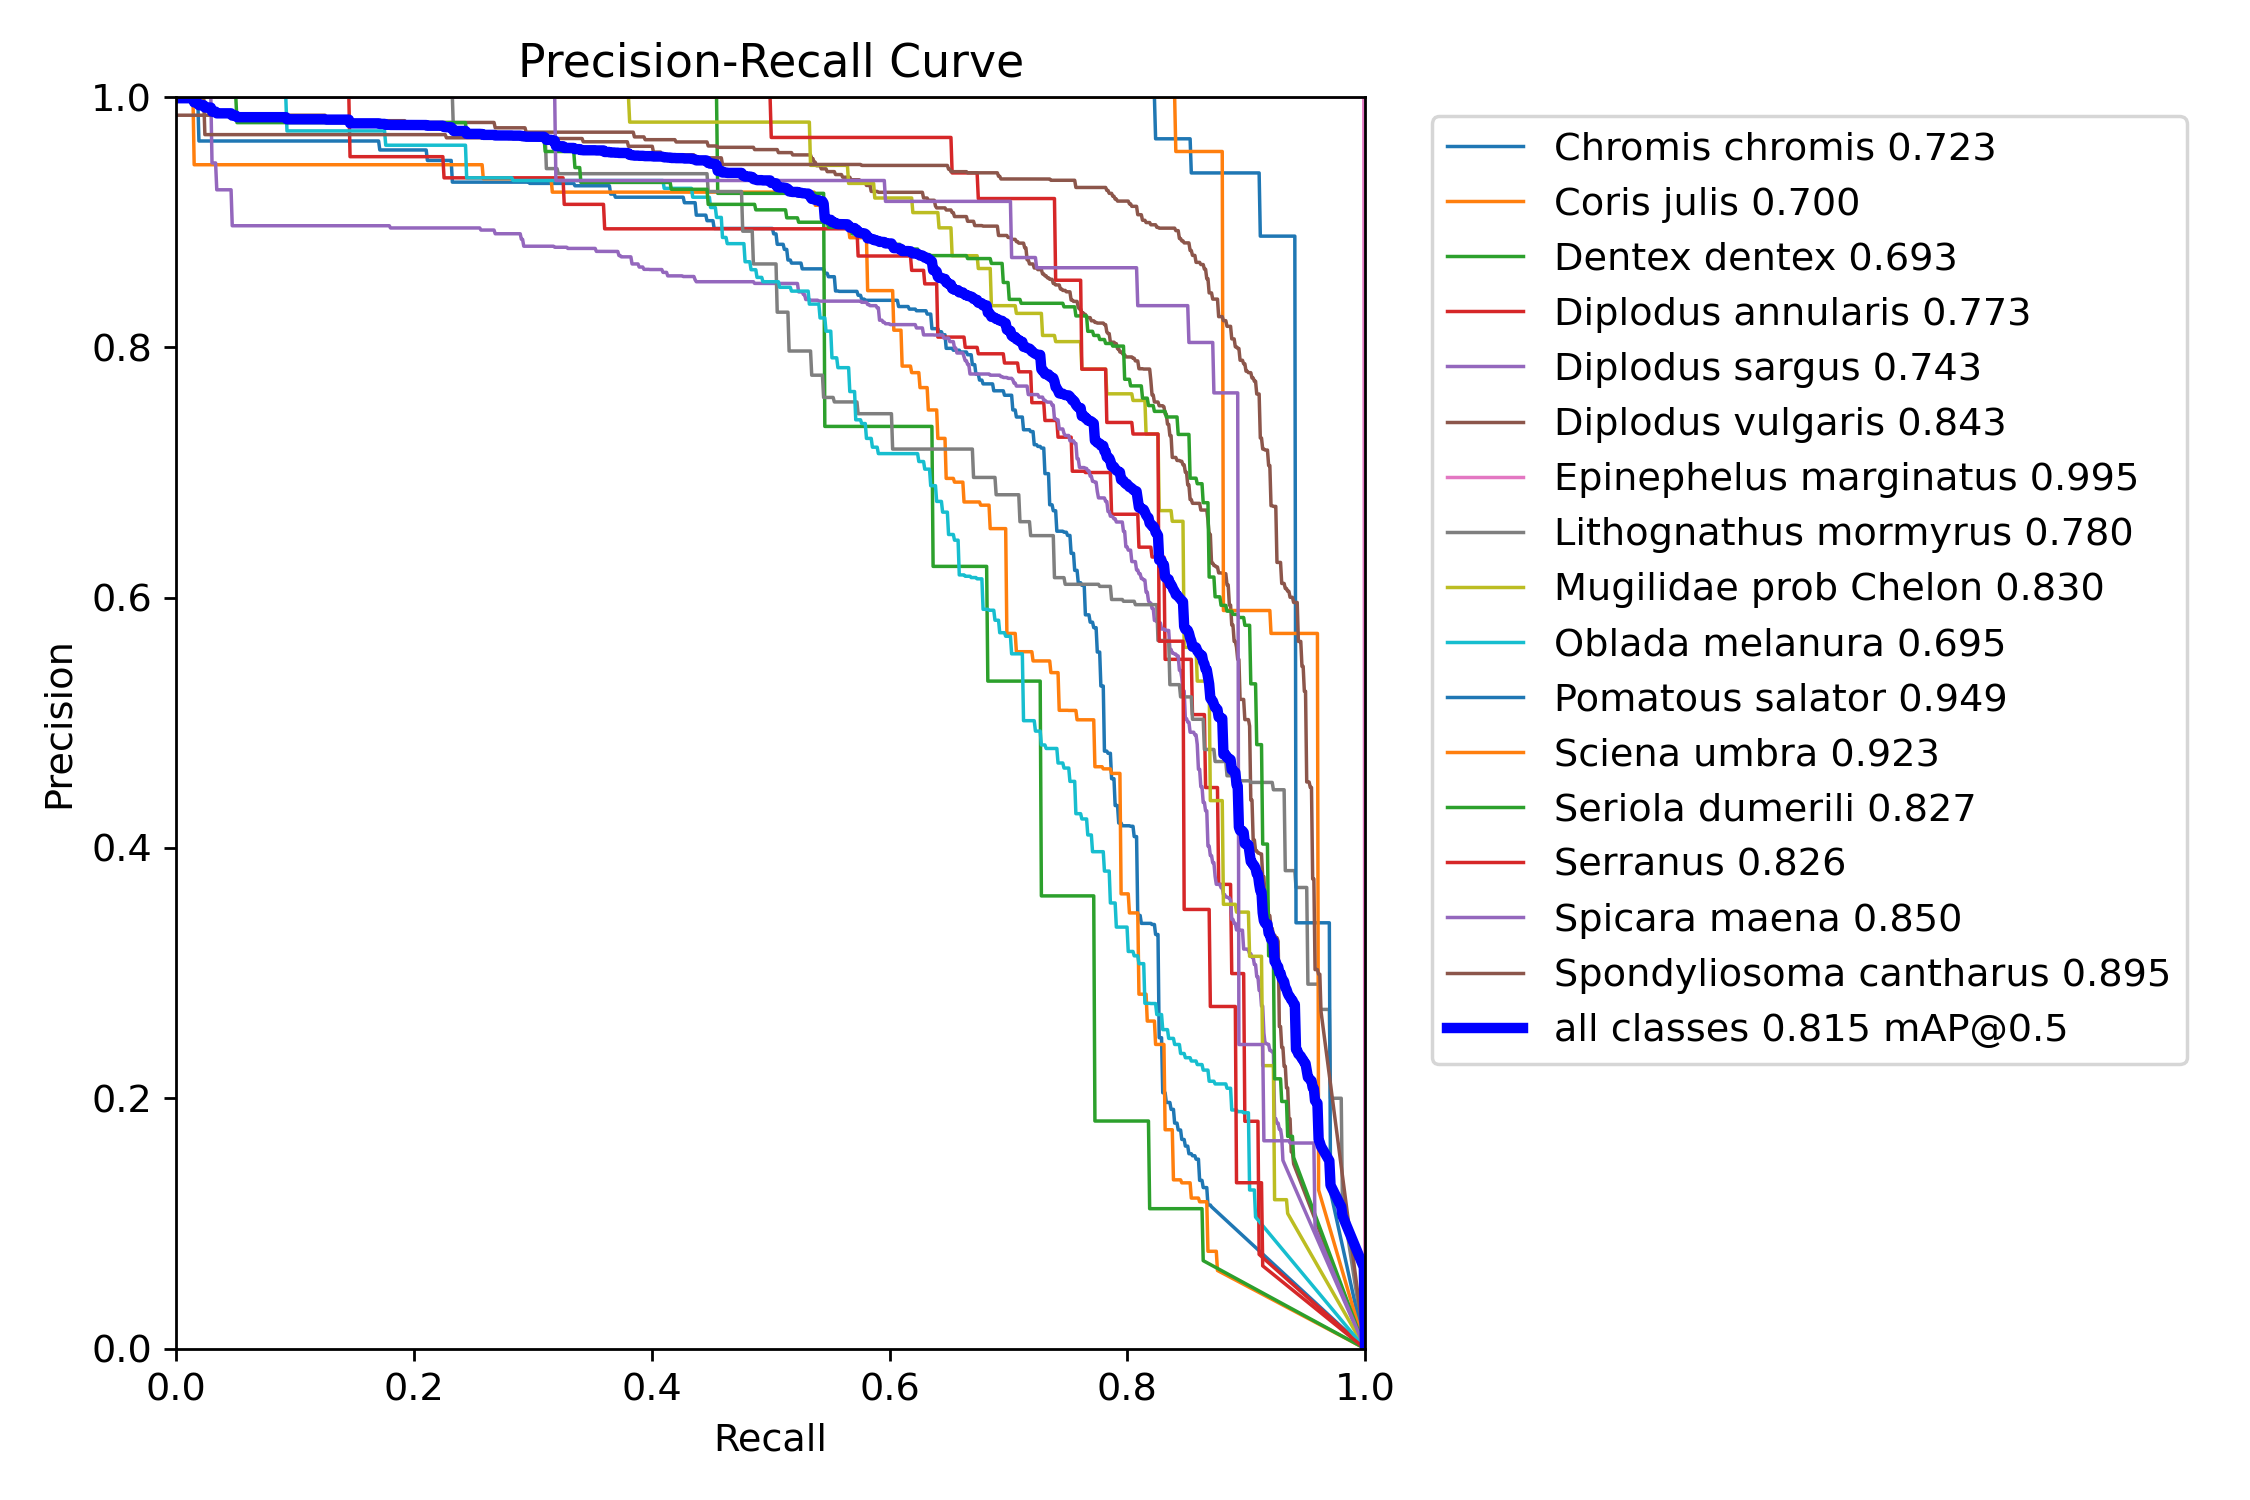 Precision-Recall Curve
1.0
0.8
0.6
0.4
0.2
0.0
Precision
0.0 0.2 0.4 0.6 0.8 1.0
Recall
Chromis chromis 0.723
Coris julis 0.700
Dentex dentex 0.693
Diplodus annularis 0.773
Diplodus sargus 0.743
Diplodus vulgaris 0.843
Epinephelus marginatus 0.995
Lithognathus mormyrus 0.780
Mugilidae prob Chelon 0.830
Oblada melanura 0.695
Pomatous salator 0.949
Sciena umbra 0.923
Seriola dumerili 0.827
Serranus 0.826
Spicara maena 0.850
Spondyliosoma cantharus 0.895
all classes 0.815 mAP@0.5